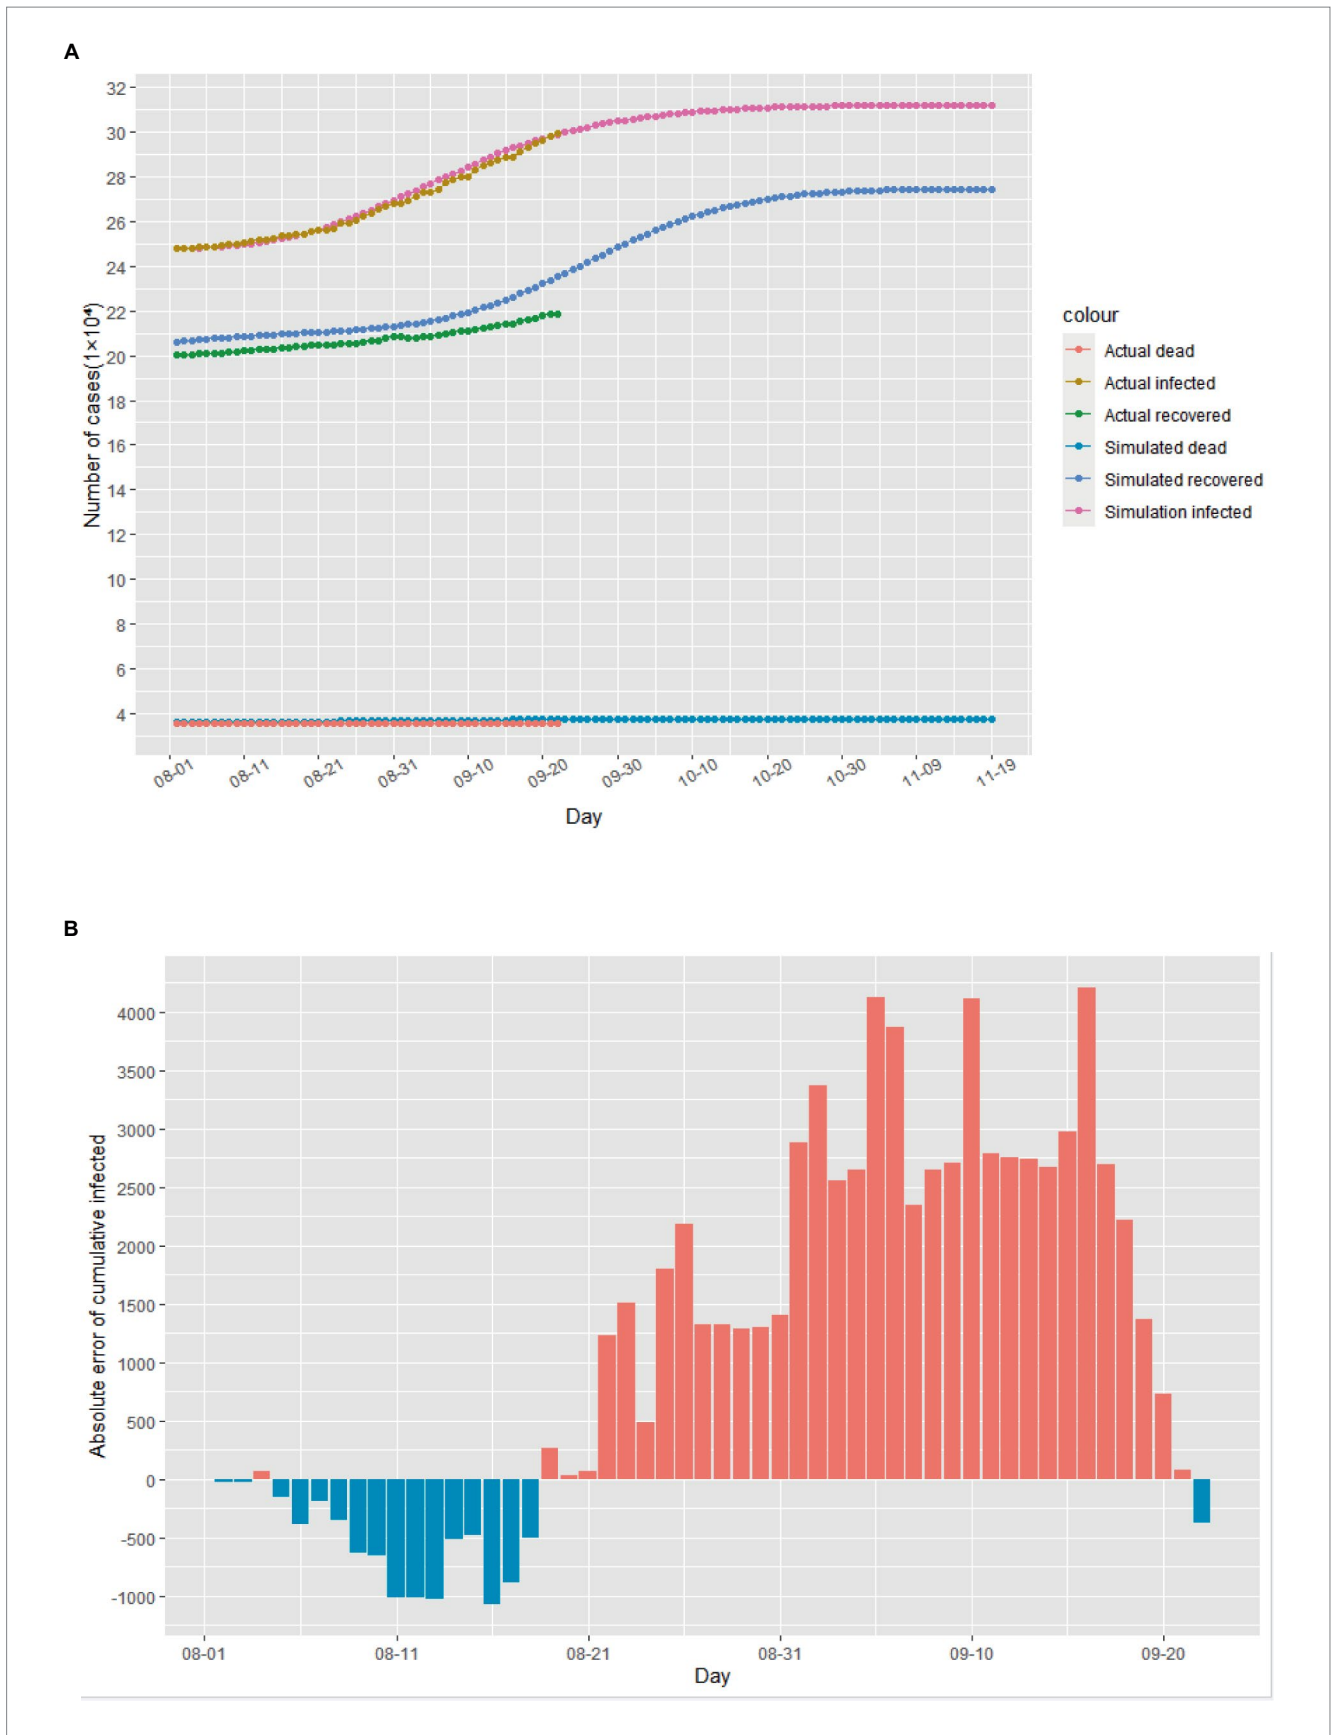 A
32
30
28
26
24
22
20
18
16
14
12
10
8
6
4
Number of cases(1×10⁴)
08-01 08-11 08-21 08-31 09-10 09-20 09-30 10-10 10-20 10-30 11-09 11-19
Day
colour
Actual dead
Actual infected
Actual recovered
Simulated dead
Simulated recovered
Simulation infected
B
4000
3500
3000
2500
2000
1500
1000
500
0
-500
-1000
Absolute error of cumulative infected
08-01 08-11 08-21 08-31 09-10 09-20
Day